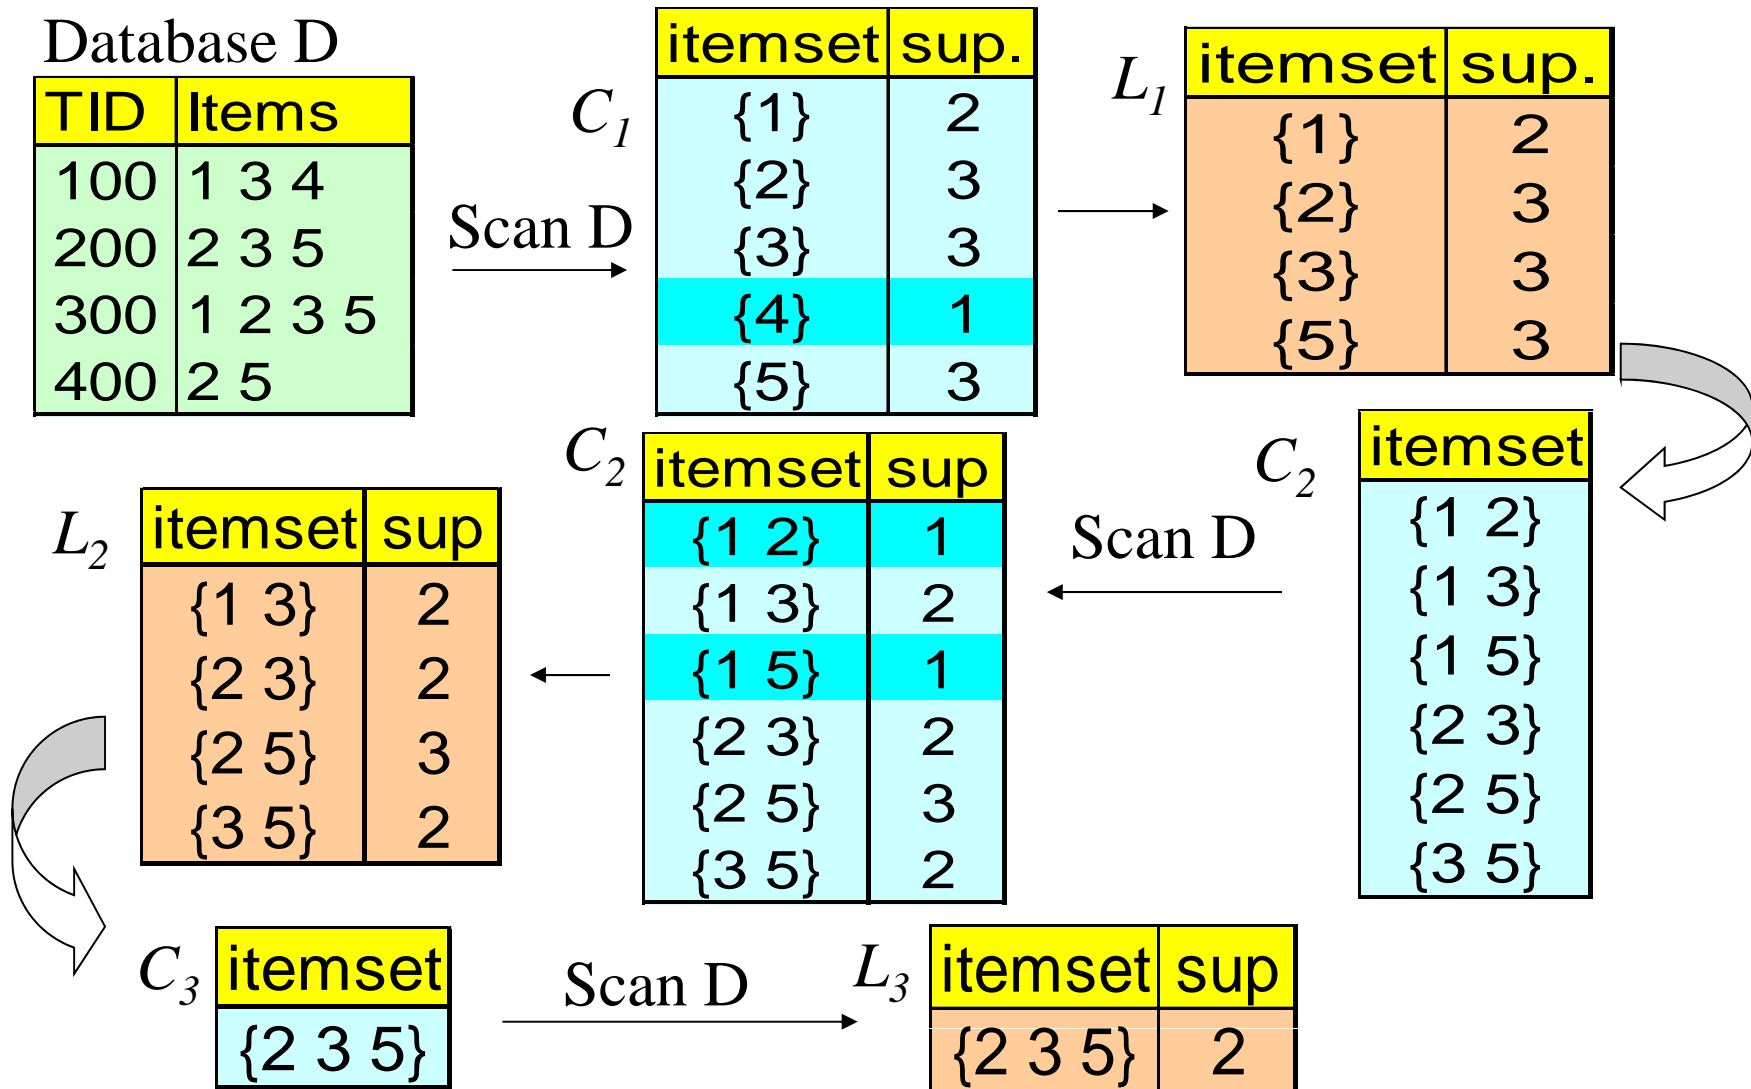 Database D
TID Items
100 1 3 4
200 2 3 5
300 1 2 3 5
400 2 5
Scan D
C1
itemset sup.
{1} 2
{2} 3
{3} 3
{4} 1
{5} 3
L1
itemset sup.
{1} 2
{2} 3
{3} 3
{5} 3
C2
itemset
{1 2}
{1 3}
{1 5}
{2 3}
{2 5}
{3 5}
Scan D
C2
itemset sup
{1 2} 1
{1 3} 2
{1 5} 1
{2 3} 2
{2 5} 3
{3 5} 2
L2
itemset sup
{1 3} 2
{2 3} 2
{2 5} 3
{3 5} 2
C3
itemset
{2 3 5}
Scan D
L3
itemset sup
{2 3 5} 2